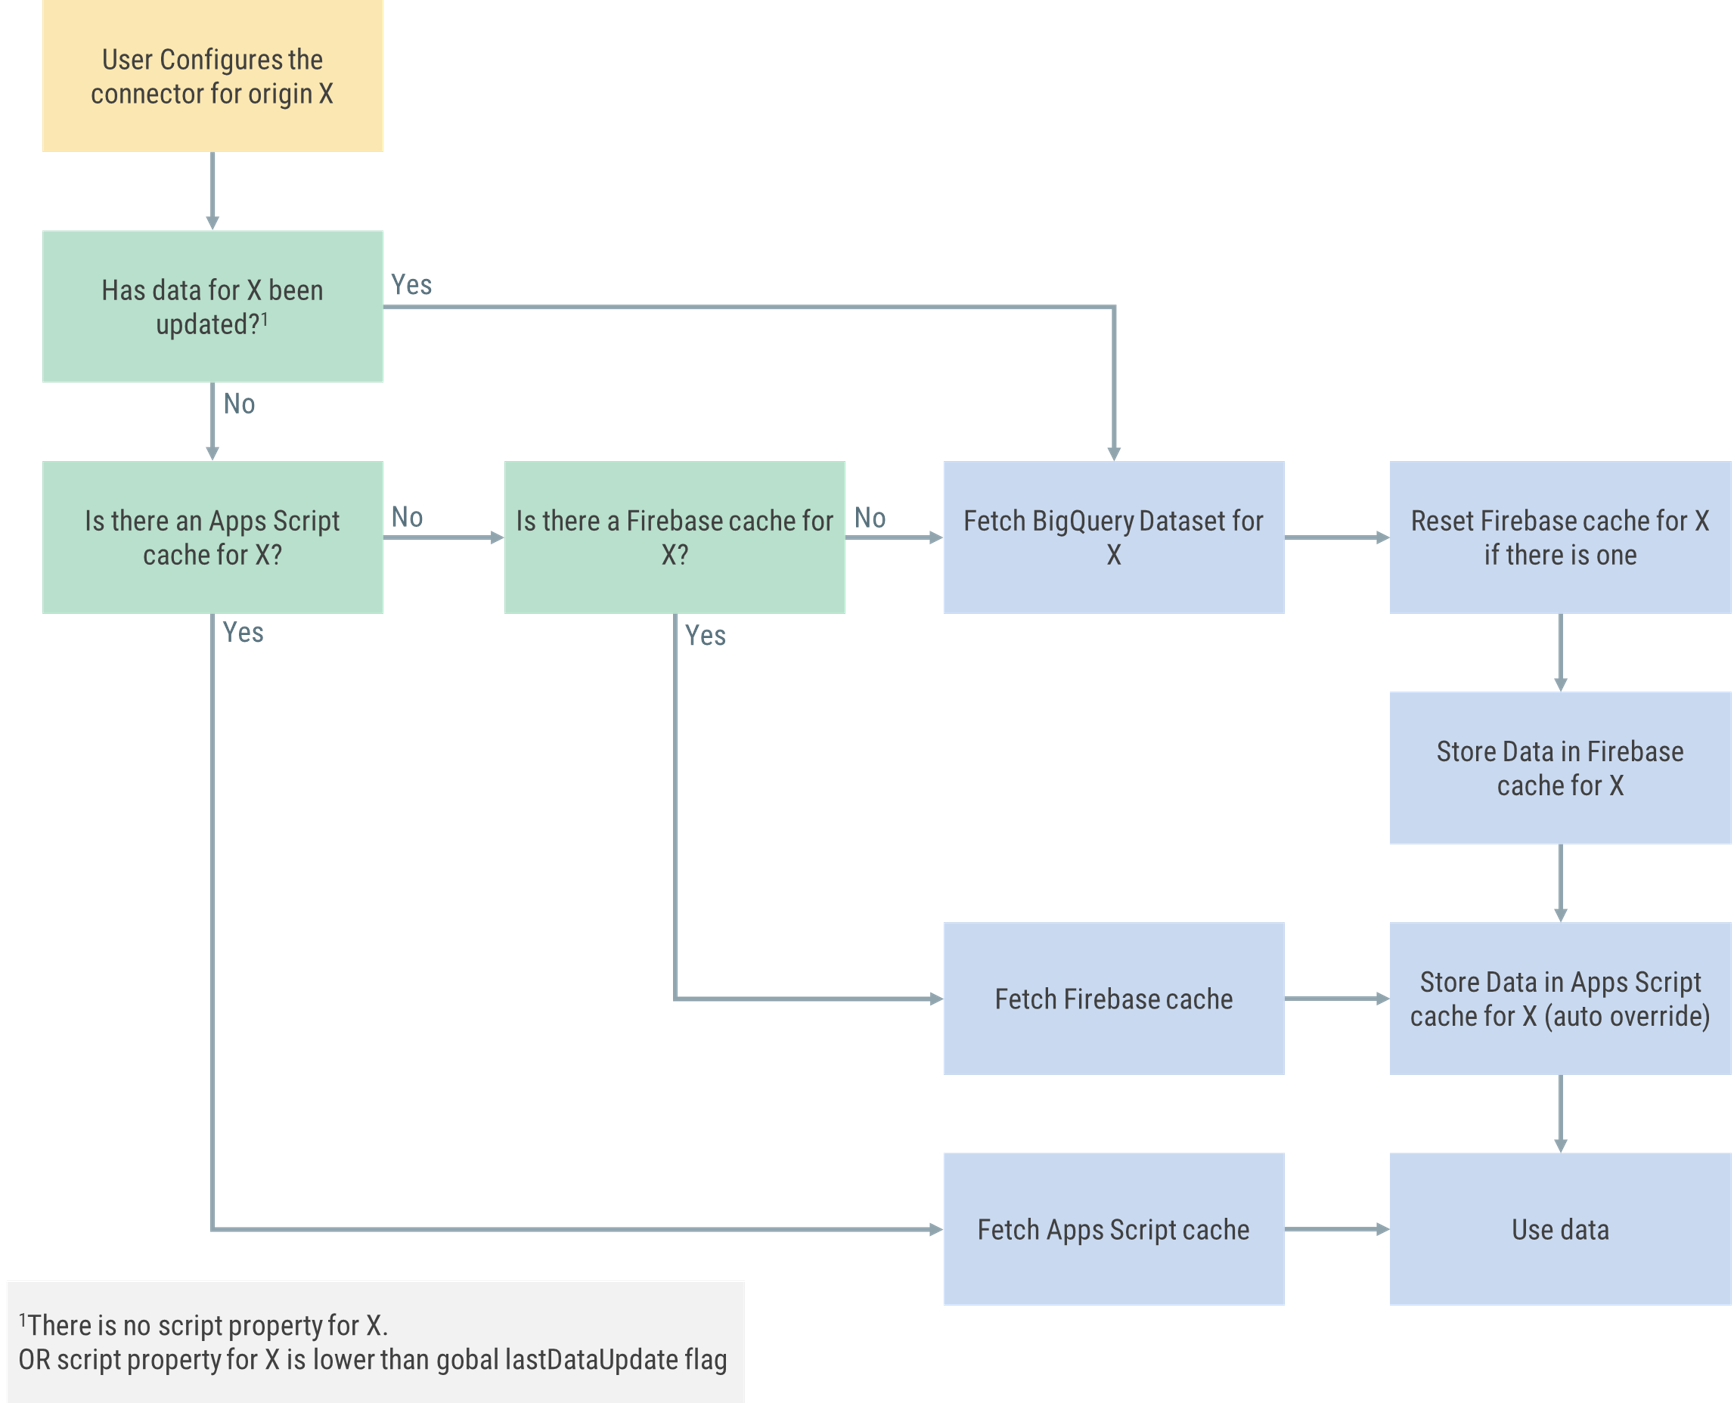 User Configures the
connector for origin X
Has data for X been
updated?¹
Yes
No
Is there an Apps Script
cache for X?
No
Is there a Firebase cache for
X?
No
Fetch BigQuery Dataset for
X
Reset Firebase cache for X
if there is one
Yes
Yes
Store Data in Firebase
cache for X
Fetch Firebase cache
Store Data in Apps Script
cache for X (auto override)
Fetch Apps Script cache
Use data
¹There is no script property for X.
OR script property for X is lower than gobal lastDataUpdate flag